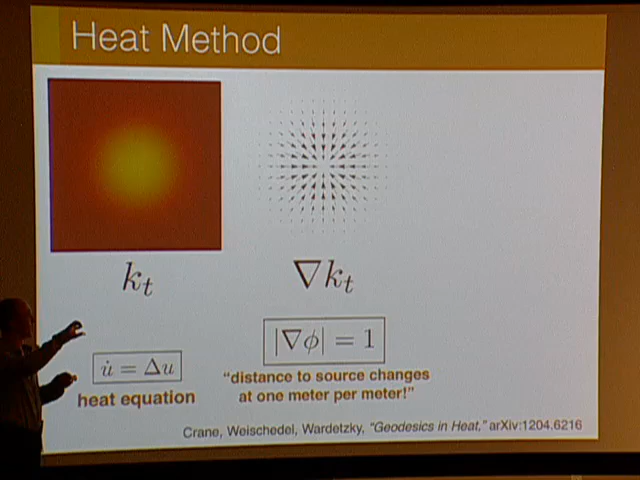 Heat Method
k_t
∇k_t
|∇ϕ| = 1
u̇ = Δu
heat equation
“distance to source changes
at one meter per meter!”
Crane, Weischedel, Wardetzky, “Geodesics in Heat,” arXiv:1204.6216